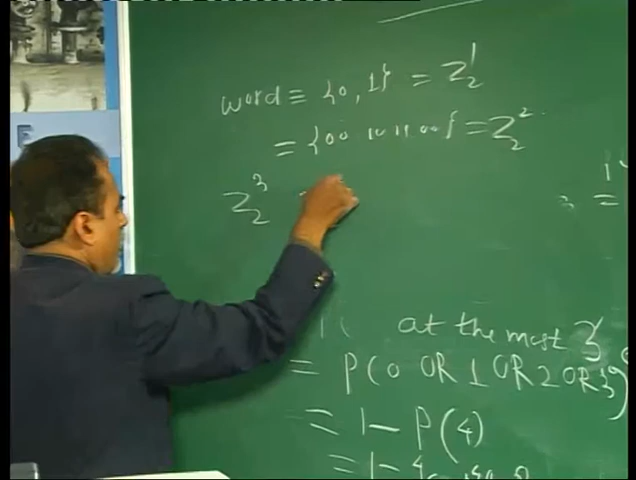 word ≡ {0, 1} = Z₂¹
= {00 10 11 00} = Z₂²
Z₂³
=
at the most 3
= P(0 OR 1 OR 2 OR 3)
= 1 - P(4)
= 1 -
E